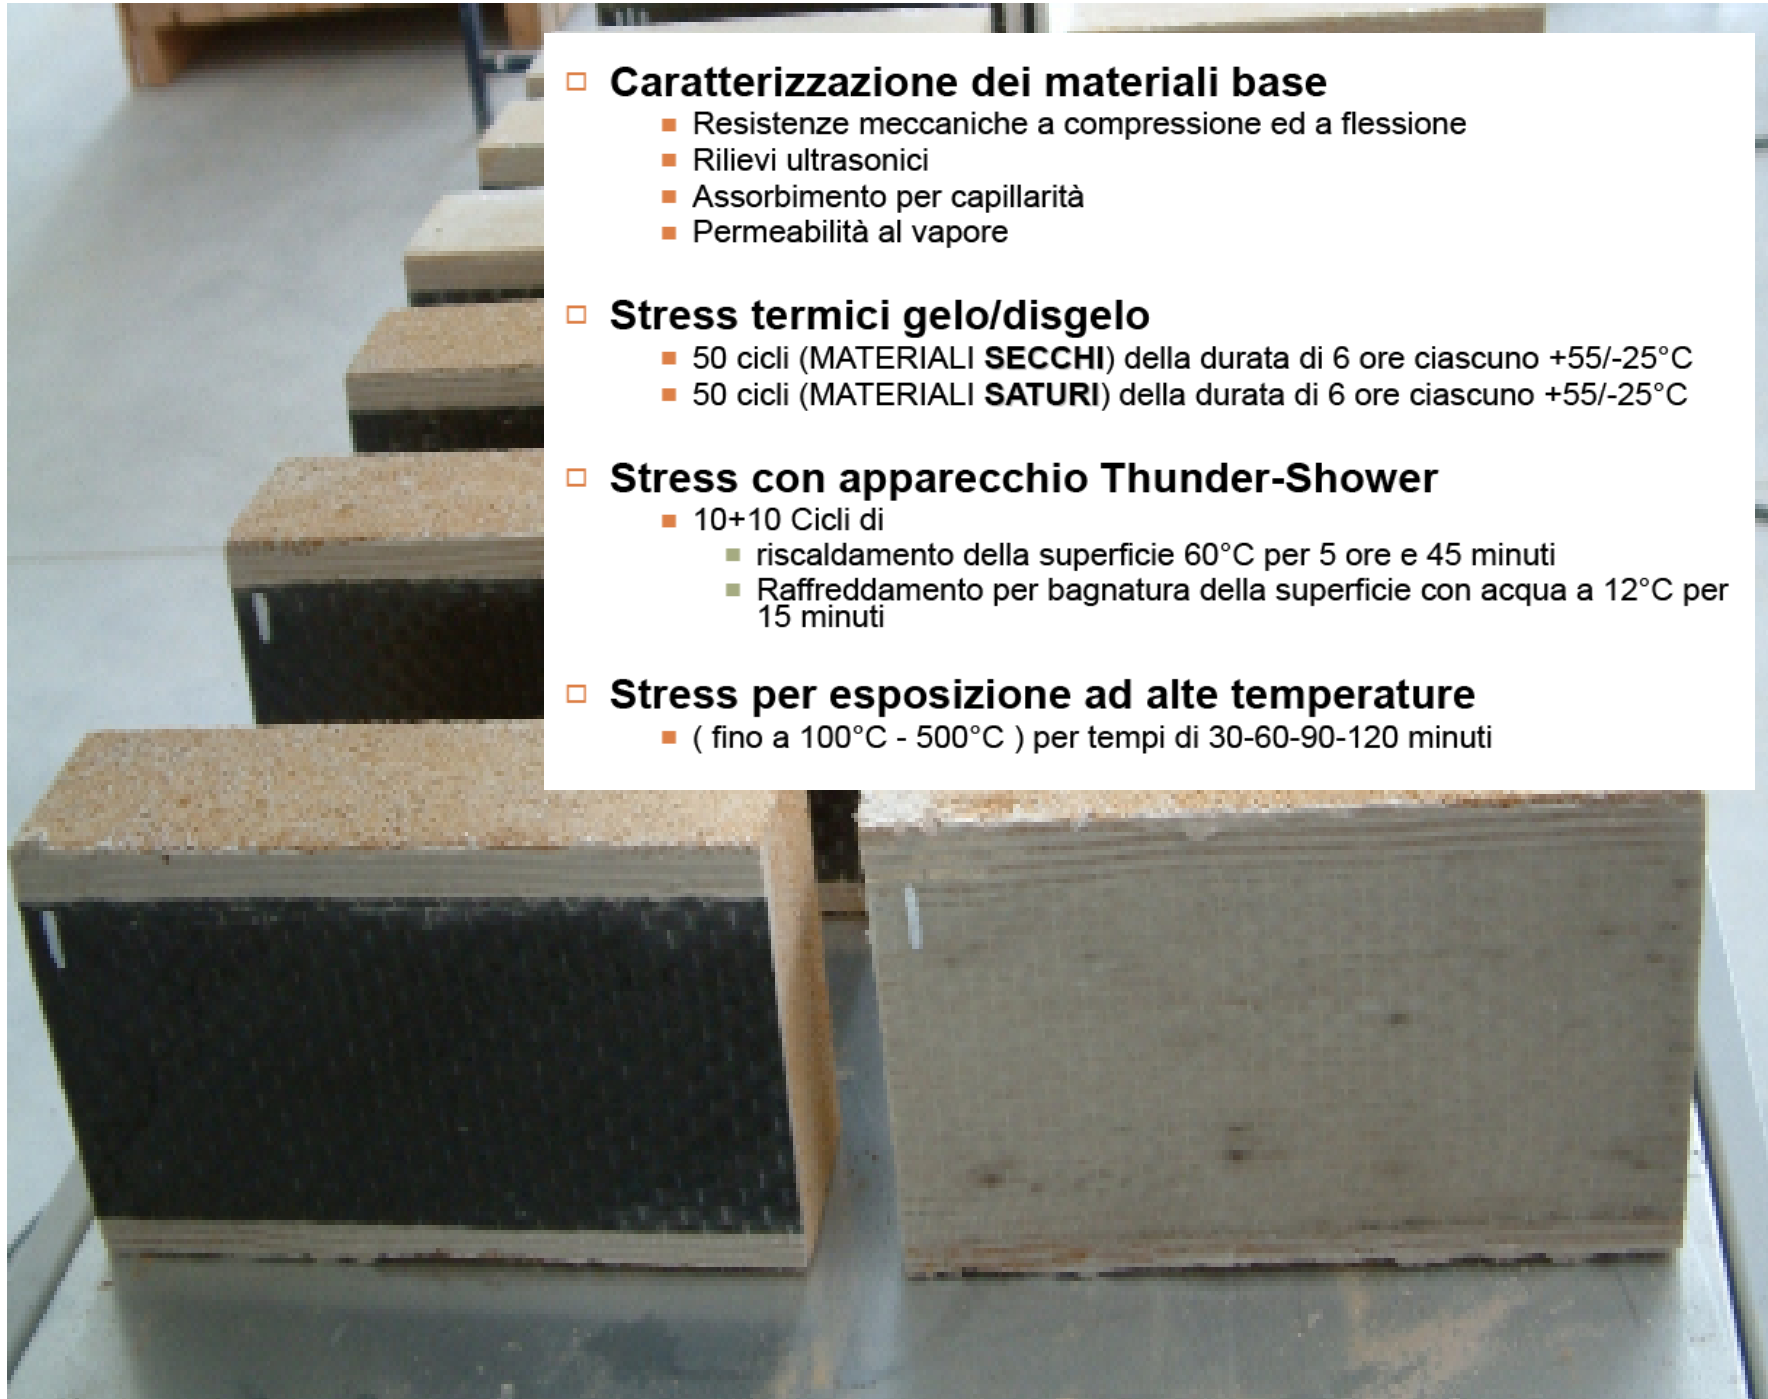 Caratterizzazione dei materiali base
Resistenze meccaniche a compressione ed a flessione
Rilievi ultrasonici
Assorbimento per capillarità
Permeabilità al vapore
Stress termici gelo/disgelo
50 cicli (MATERIALI SECCHI) della durata di 6 ore ciascuno +55/-25°C
50 cicli (MATERIALI SATURI) della durata di 6 ore ciascuno +55/-25°C
Stress con apparecchio Thunder-Shower
10+10 Cicli di
riscaldamento della superficie 60°C per 5 ore e 45 minuti
Raffreddamento per bagnatura della superficie con acqua a 12°C per
15 minuti
Stress per esposizione ad alte temperature
( fino a 100°C - 500°C ) per tempi di 30-60-90-120 minuti